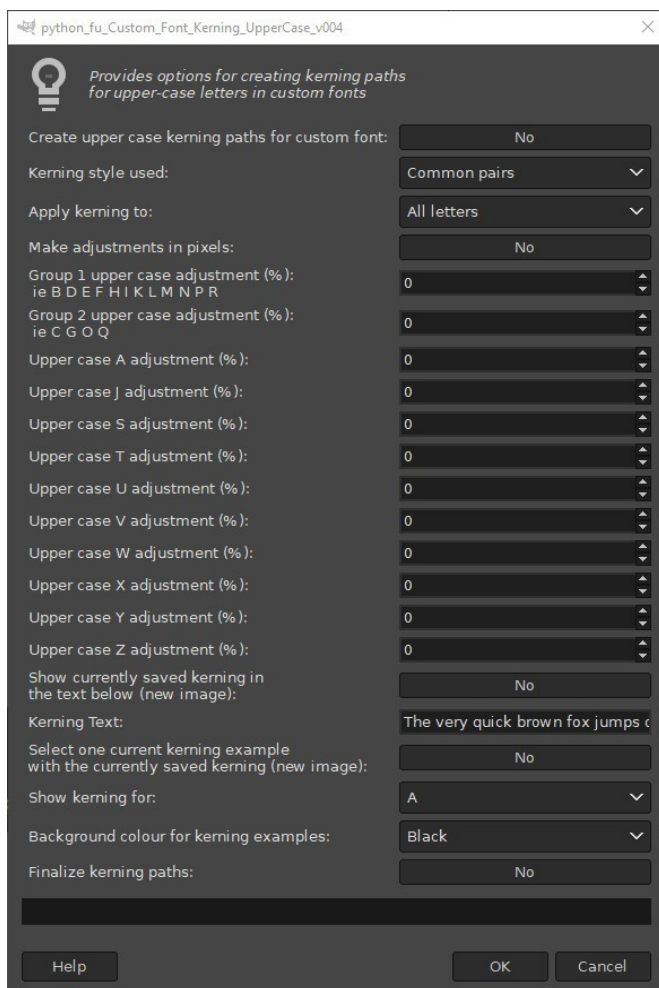 python_fu_Custom_Font_Kerning_UpperCase_v004
Provides options for creating kerning paths
for upper-case letters in custom fonts
Create upper case kerning paths for custom font: No
Kerning style used: Common pairs
Apply kerning to: All letters
Make adjustments in pixels: No
Group 1 upper case adjustment (%):
ie B D E F H I K L M N P R 0
Group 2 upper case adjustment (%):
ie C G O Q 0
Upper case A adjustment (%): 0
Upper case J adjustment (%): 0
Upper case S adjustment (%): 0
Upper case T adjustment (%): 0
Upper case U adjustment (%): 0
Upper case V adjustment (%): 0
Upper case W adjustment (%): 0
Upper case X adjustment (%): 0
Upper case Y adjustment (%): 0
Upper case Z adjustment (%): 0
Show currently saved kerning in
the text below (new image): No
Kerning Text: The very quick brown fox jumps
Select one current kerning example
with the currently saved kerning (new image): No
Show kerning for: A
Background colour for kerning examples: Black
Finalize kerning paths: No
Help OK Cancel